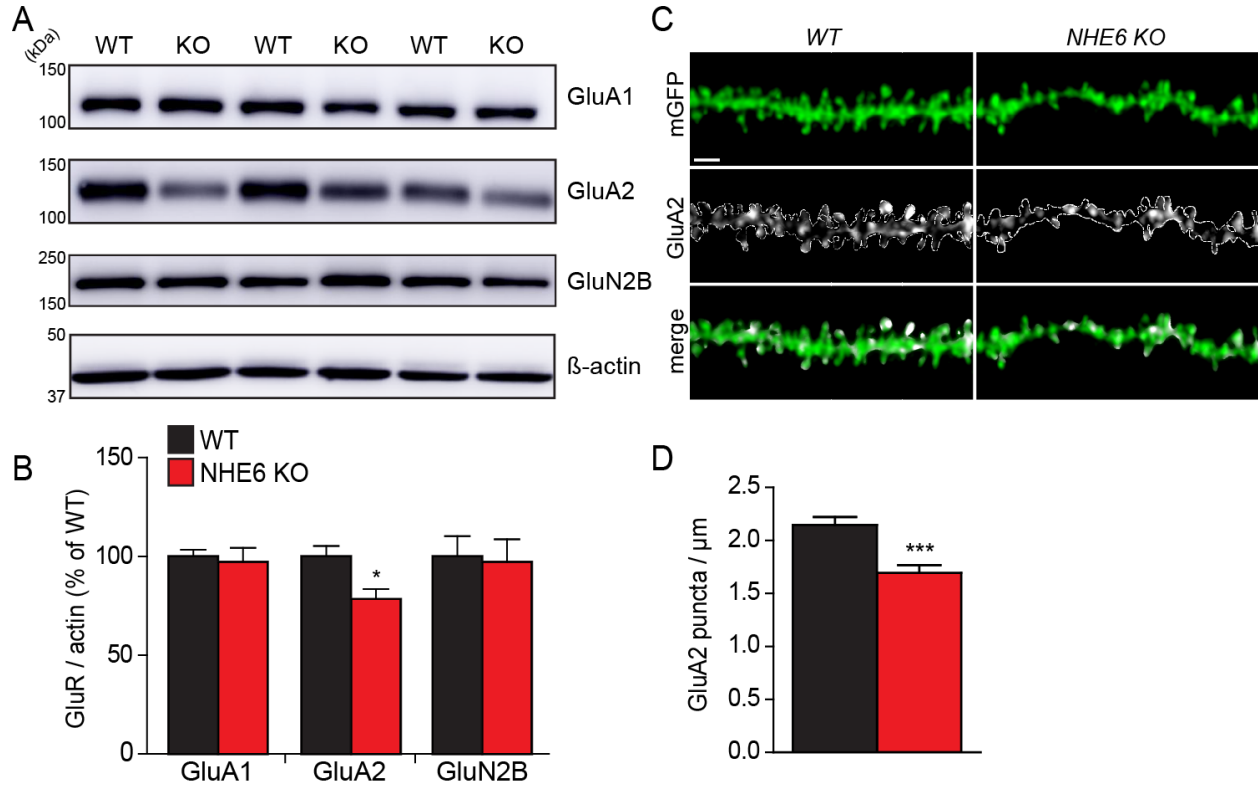 A
(kDa)
WT KO WT KO WT KO
150
GluA1
100
150
GluA2
100
250
GluN2B
150
50
ß-actin
37
B
WT
NHE6 KO
GluR / actin (% of WT)
150
100
50
0
*
GluA1 GluA2 GluN2B
C
WT NHE6 KO
mGFP
GluA2
merge
D
GluA2 puncta / µm
2.5
2.0
1.5
1.0
0.5
0.0
***